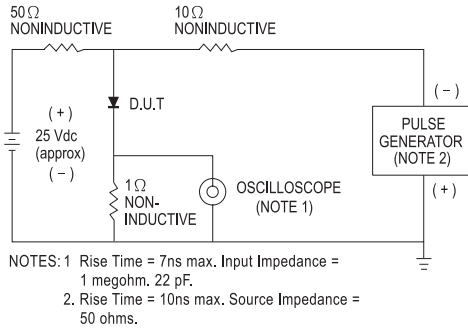 50Ω
NONINDUCTIVE
10Ω
NONINDUCTIVE
(+)
25 Vdc
(approx)
(−)
D.U.T
1Ω
NON-
INDUCTIVE
OSCILLOSCOPE
(NOTE 1)
(−)
PULSE
GENERATOR
(NOTE 2)
(+)
NOTES: 1 Rise Time = 7ns max. Input Impedance =
1 megohm. 22 pF.
2. Rise Time = 10ns max. Source Impedance =
50 ohms.